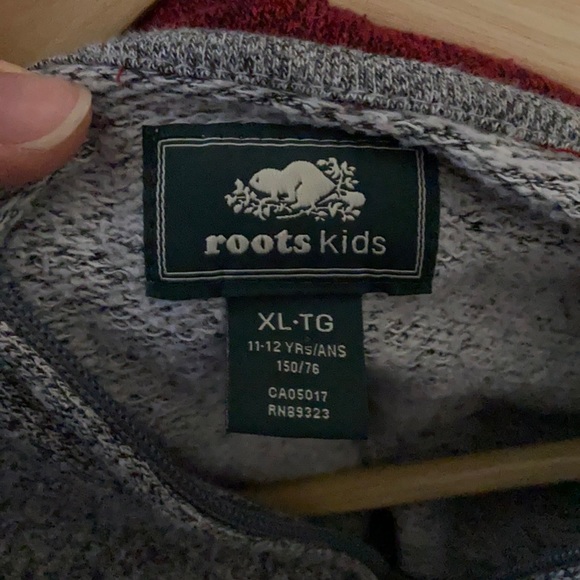 roots kids
XL·TG
11-12 YRS/ANS
150/76
CA05017
RN89323